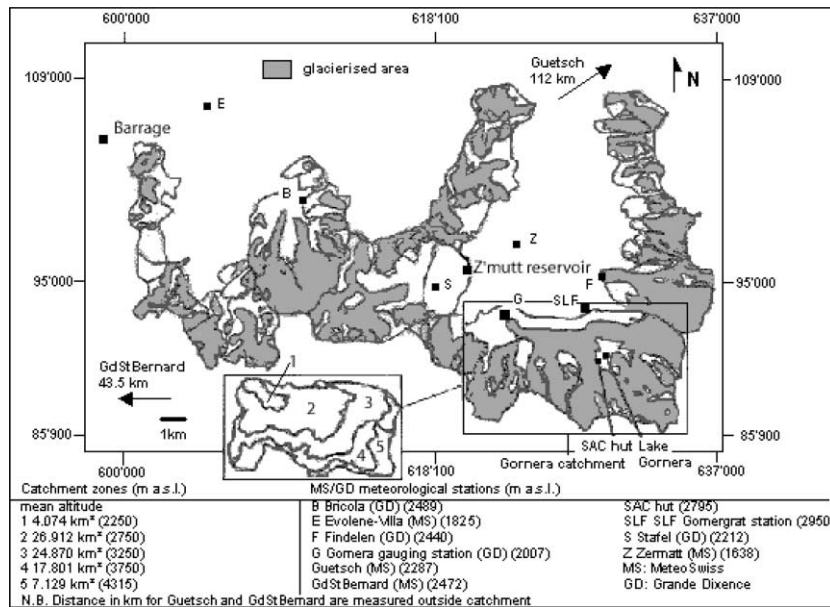 600'000 618'100 637'000
109'000 109'000
glacierised area
Guetsch
112 km
N
E
Barrage
B
Z
Z'mutt reservoir
S
F
95'000 95'000
G SLF
GdStBernard
43.5 km
1
2
3
4
5
1km
85'900 85'900
SAC hut Lake
Gornera catchment Gornera
600'000 618'100 637'000
Catchment zones (m a.s.l.)
mean altitude
1 4.074 km² (2250)
2 26.912 km² (2750)
3 24.870 km² (3250)
4 17.801 km² (3750)
5 7.129 km² (4315)
MS/GD meteorological stations (m a.s.l.)
B Bricola (GD) (2489)
E Evolene-Villa (MS) (1825)
F Findelen (GD) (2440)
G Gornera gauging station (GD) (2007)
Guetsch (MS) (2287)
GdStBernard (MS) (2472)
SAC hut (2795)
SLF SLF Gornergrat station (2950)
S Stafel (GD) (2212)
Z Zermatt (MS) (1638)
MS: MeteoSwiss
GD: Grande Dixence
N.B. Distance in km for Guetsch and GdStBernard are measured outside catchment